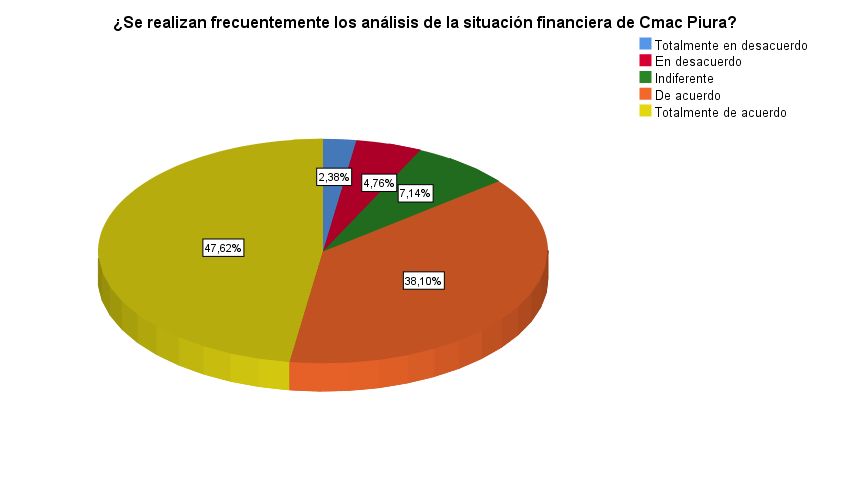 ¿Se realizan frecuentemente los análisis de la situación financiera de Cmac Piura?
Totalmente en desacuerdo
En desacuerdo
Indiferente
De acuerdo
Totalmente de acuerdo
2,38%
4,76%
7,14%
47,62%
38,10%